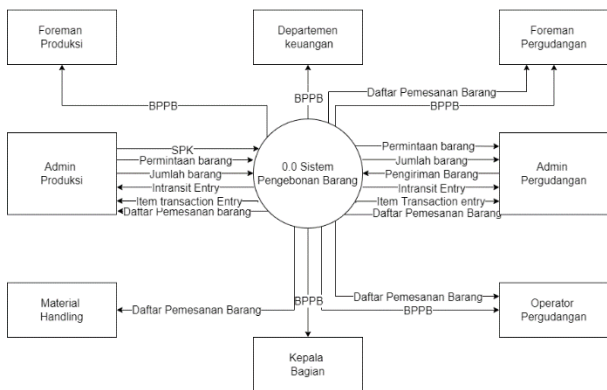 Foreman
Produksi
Departemen
keuangan
Foreman
Pergudangan
BPPB
BPPB
Daftar Pemesanan Barang
BPPB
Admin
Produksi
SPK
Permintaan barang
Jumlah barang
Intransit Entry
Item transaction Entry
Daftar Pemesanan barang
0.0 Sistem
Pengebonan Barang
Permintaan barang
Jumlah barang
Pengiriman Barang
Intransit Entry
Item Transaction entry
Daftar Pemesanan Barang
Admin
Pergudangan
Material
Handling
Daftar Pemesanan Barang
BPPB
Kepala
Bagian
Daftar Pemesanan Barang
BPPB
Operator
Pergudangan